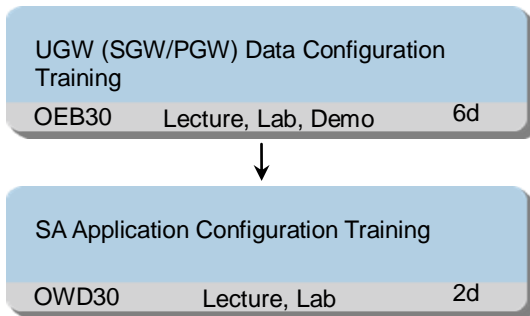 UGW (SGW/PGW) Data Configuration
Training
OEB30 Lecture, Lab, Demo 6d
SA Application Configuration Training
OWD30 Lecture, Lab 2d